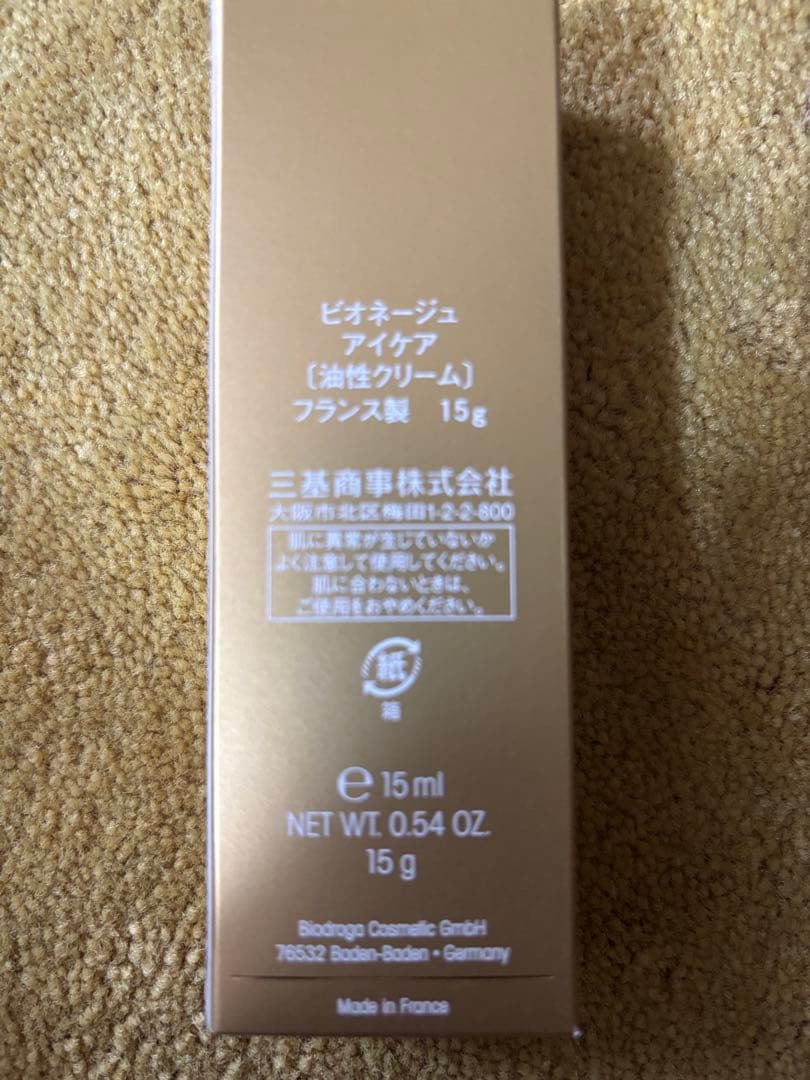 ビオネージュ
アイケア
〔油性クリーム〕
フランス製　15g
三基商事株式会社
大阪市北区梅田1-2-2-800
肌に異常が生じていないか
よく注意して使用してください。
肌に合わないときは、
ご使用をおやめください。
紙
箱
℮ 15 ml
NET WT. 0.54 OZ.
15 g
Biodroga Cosmetic GmbH
76532 Baden-Baden • Germany
Made in France